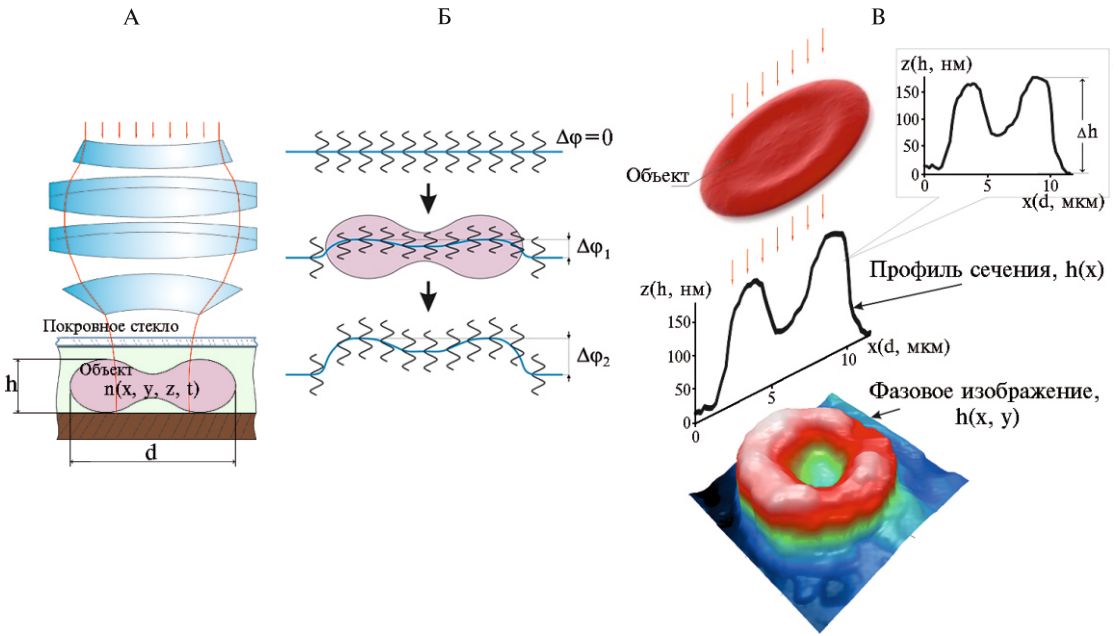 А
Б
В
Покровное стекло
Объект
n(x, y, z, t)
h
d
Δφ=0
Δφ₁
Δφ₂
Объект
z(h, нм)
150
100
50
0
0
5
10
x(d, мкм)
Δh
Профиль сечения, h(x)
z(h, нм)
150
100
50
0
0
5
10
x(d, мкм)
Фазовое изображение,
h(x, y)